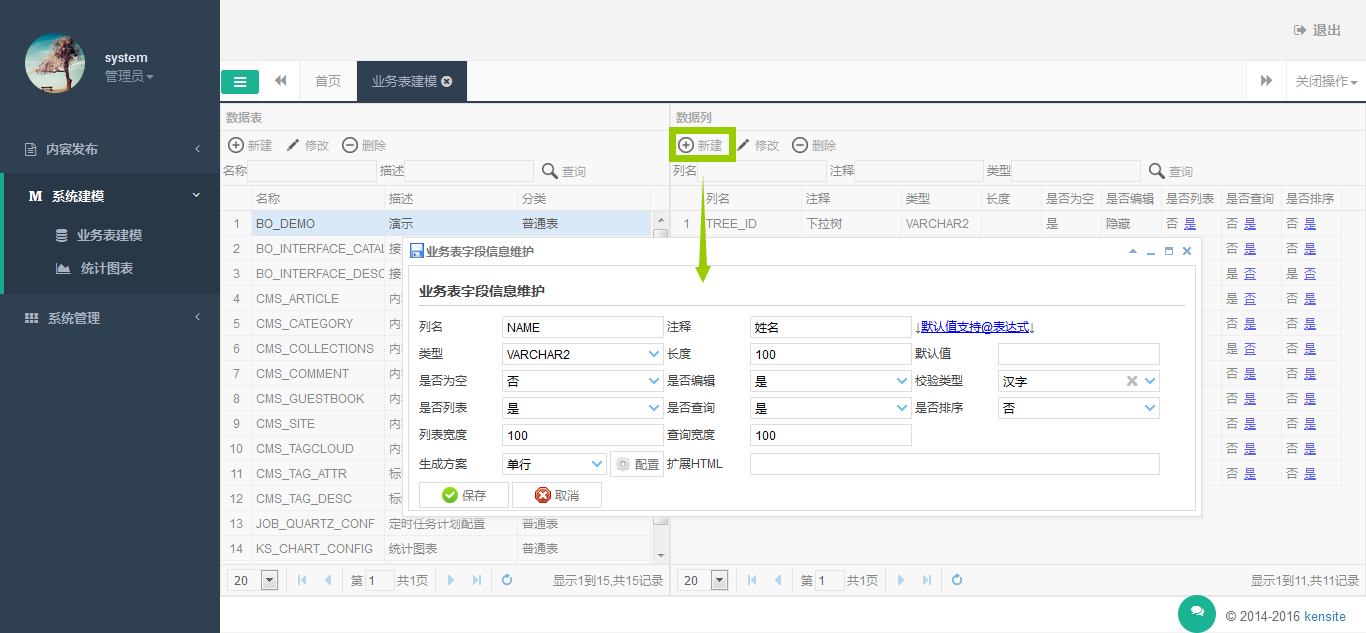 system
管理员
退出
首页
业务表建模
关闭操作
内容发布
M 系统建模
业务表建模
统计图表
系统管理
数据表
新建 修改 删除
名称 描述 查询
名称 描述 分类
1 BO_DEMO 演示 普通表
2 BO_INTERFACE_CATAL 接
3 BO_INTERFACE_DESC 接
4 CMS_ARTICLE 内
5 CMS_CATEGORY 内
6 CMS_COLLECTIONS 内
7 CMS_COMMENT 内
8 CMS_GUESTBOOK 内
9 CMS_SITE 内
10 CMS_TAGCLOUD 内
11 CMS_TAG_ATTR 标
12 CMS_TAG_DESC 标
13 JOB_QUARTZ_CONF 定时任务计划配置 普通表
14 KS_CHART_CONFIG 统计图表 普通表
20 第 1 共1页 显示1到15,共15记录
数据列
新建 修改 删除
列名 注释 类型 查询
列名 注释 类型 长度 是否为空 是否编辑 是否列表 是否查询 是否排序
1 TREE_ID 下拉树 VARCHAR2 是 隐藏 否 是 否 是 否 是
否 是 否 是
是 否 是 否
是 否 否 是
否 是 否 是
是 否 否 是
否 是 否 是
否 是 否 是
否 是 否 是
否 是 否 是
否 是 否 是
业务表字段信息维护
业务表字段信息维护
列名 NAME 注释 姓名 ↓默认值支持@表达式↓
类型 VARCHAR2 长度 100 默认值
是否为空 否 是否编辑 是 校验类型 汉字
是否列表 是 是否查询 是 是否排序 否
列表宽度 100 查询宽度 100
生成方案 单行 配置 扩展HTML
保存 取消
20 第 1 共1页 显示1到11,共11记录
© 2014-2016 kensite